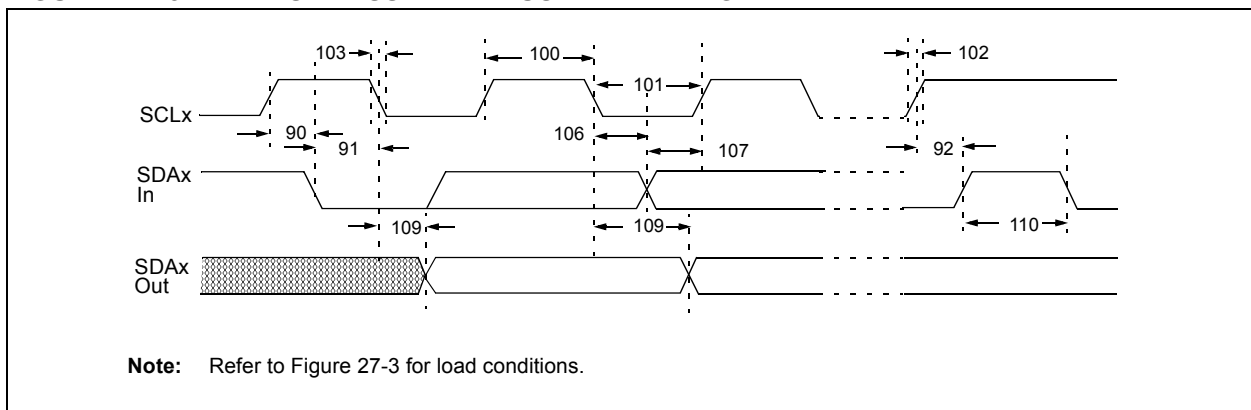 103
100
102
101
SCLx
90
106
91
107
92
SDAx
In
109
109
110
SDAx
Out
Note: Refer to Figure 27-3 for load conditions.